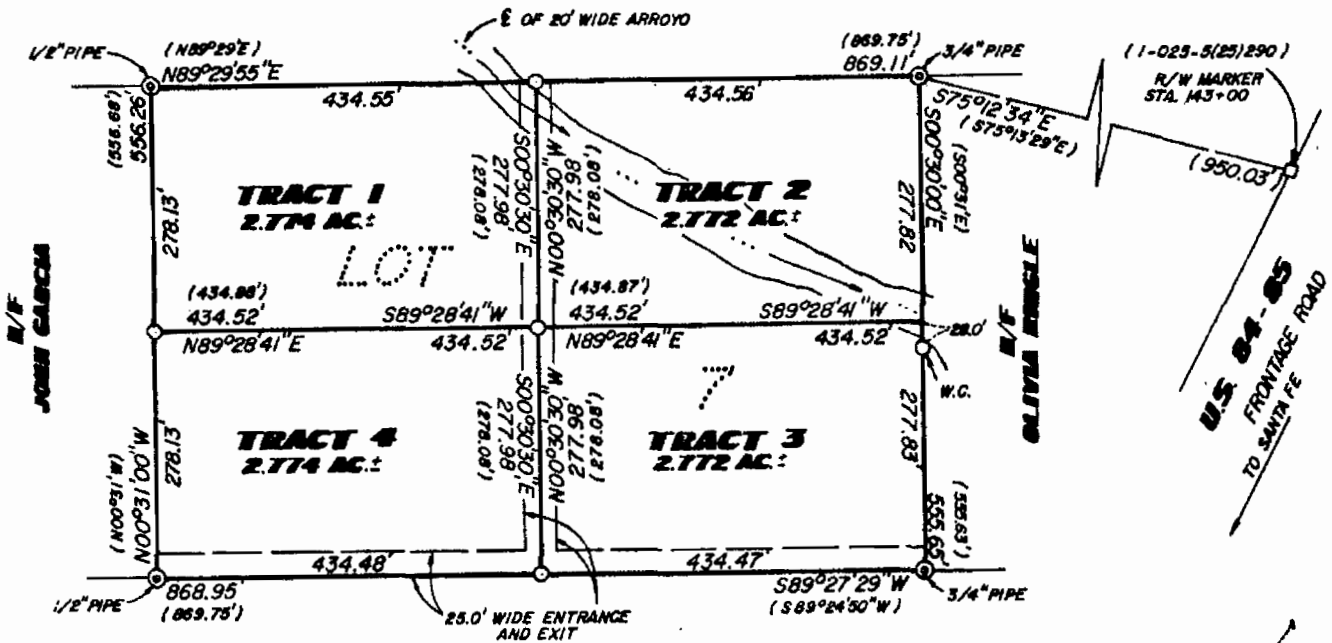 ℄ OF 20' WIDE ARROYO
1/2" PIPE
(N89°29'E)
N89°29'55"E
434.55'
434.56'
(869.75')
869.11'
3/4" PIPE
(1-025-5(25)290)
R/W MARKER
STA. 143+00
S75°12'34"E
(S75°13'29"E)
(950.03')
(556.68')
556.26'
278.13'
TRACT 1
2.774 AC.±
S00°30'30"E
277.98'
(278.08')
N00°30'30"W
277.98
(278.08')
TRACT 2
2.772 AC.±
S00°30'00"E
277.82
(S00°31'E)
LOT
N/F
JOHN GARCIA
N/F
U.S. 84-85
FRONTAGE ROAD
TO SANTA FE
434.52'
S89°28'41"W
(434.87')
434.52'
S89°28'41"W
N89°28'41"E
434.52'
N89°28'41"E
434.52'
W.C.
7
TRACT 4
2.774 AC.±
S00°30'30"E
277.98'
(278.08')
N00°30'30"W
277.98'
(278.08')
TRACT 3
2.772 AC.±
277.83'
(N00°31'W)
N00°31'00"W
278.13'
555.65'
(555.63')
434.48'
434.47'
1/2" PIPE
868.95
(869.75')
25.0' WIDE ENTRANCE
AND EXIT
S89°27'29"W
(S89°24'50"W)
3/4" PIPE